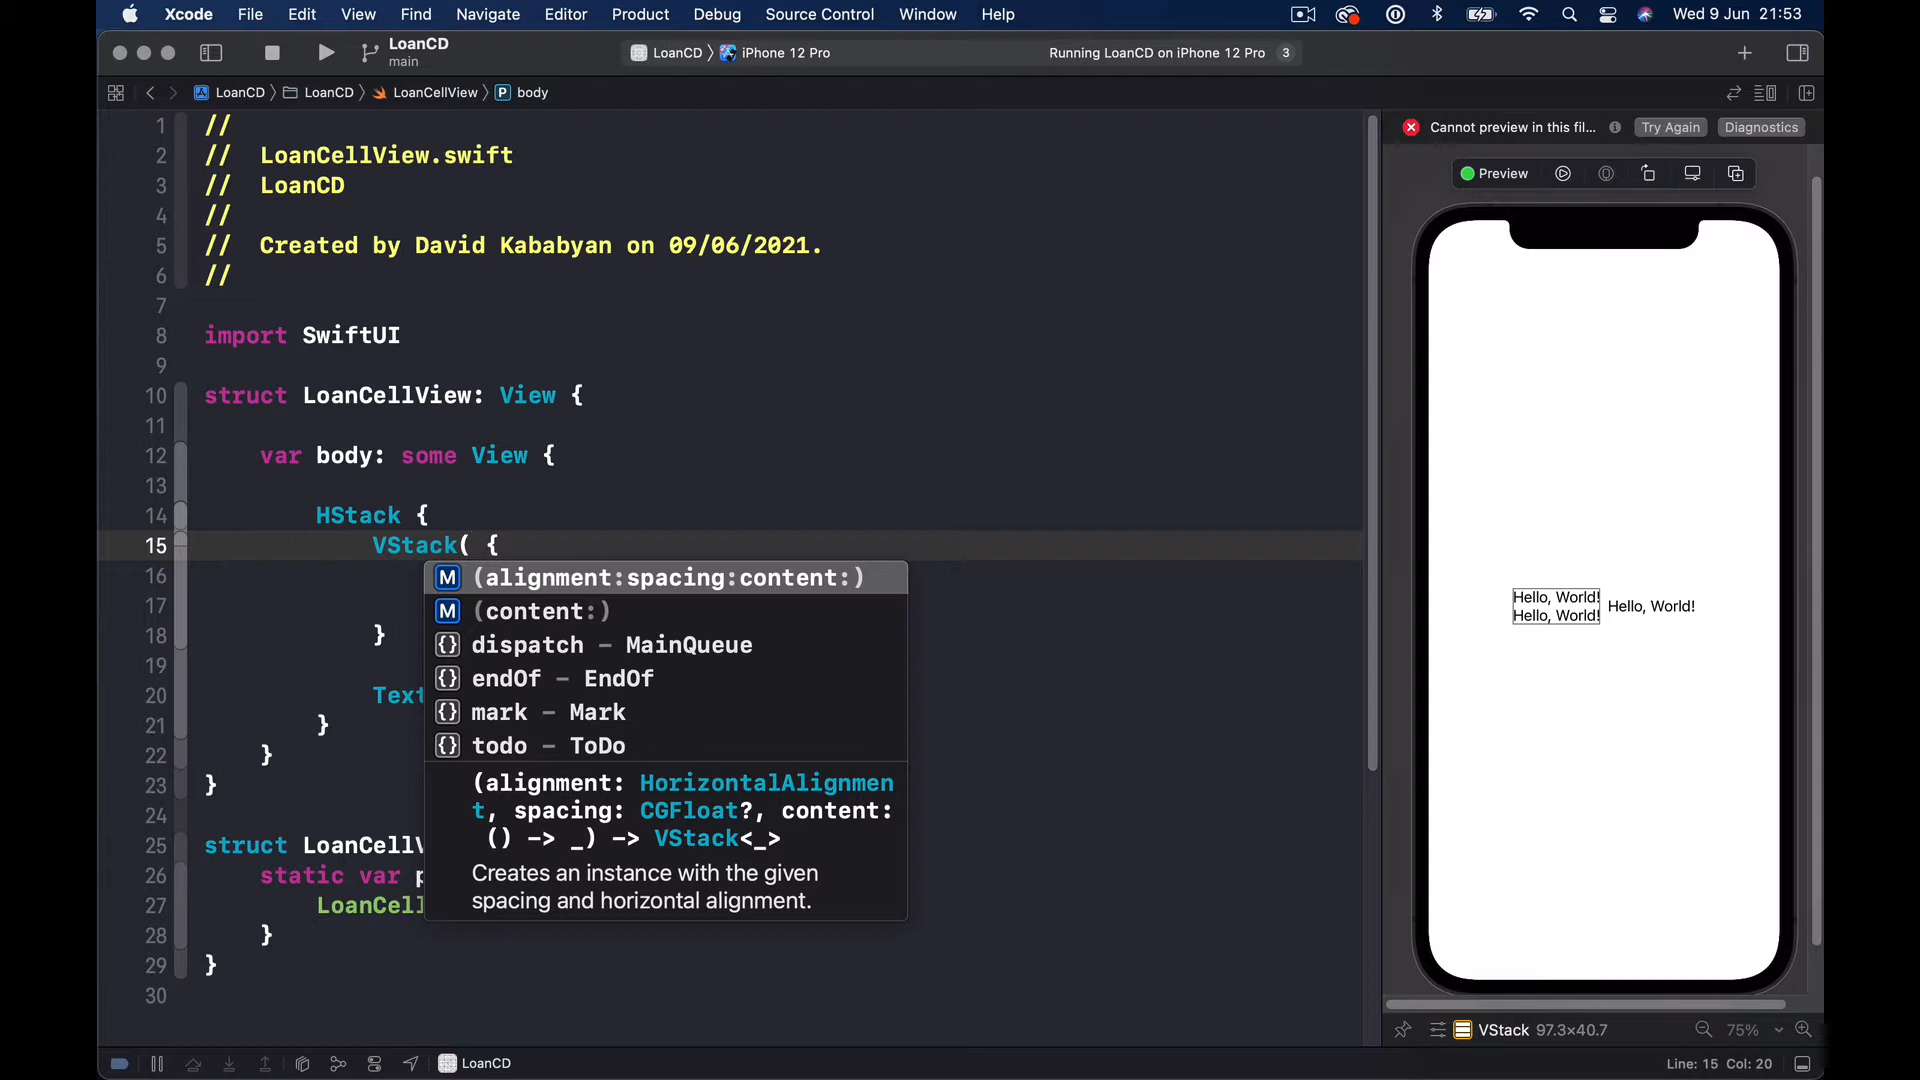 Xcode File Edit View Find Navigate Editor Product Debug Source Control Window Help Wed 9 Jun 21:53
LoanCD
main
LoanCD 〉 iPhone 12 Pro
Running LoanCD on iPhone 12 Pro 3
LoanCD 〉 LoanCD 〉 LoanCellView 〉 P body
1 //
2 // LoanCellView.swift
3 // LoanCD
4 //
5 // Created by David Kababyan on 09/06/2021.
6 //
7
8 import SwiftUI
9
10 struct LoanCellView: View {
11
12 var body: some View {
13
14 HStack {
15 VStack( {
16
17
18 }
19
20 Text
21 }
22 }
23 }
24
25 struct LoanCellV
26 static var p
27 LoanCell
28 }
29 }
30
M (alignment:spacing:content:)
M (content:)
{} dispatch – MainQueue
{} endOf – EndOf
{} mark – Mark
{} todo – ToDo
(alignment: HorizontalAlignmen
t, spacing: CGFloat?, content:
() -> _) -> VStack<_>
Creates an instance with the given
spacing and horizontal alignment.
Cannot preview in this fil... Try Again Diagnostics
Preview
Hello, World!
Hello, World!
Hello, World!
VStack 97.3×40.7 75%
LoanCD
Line: 15 Col: 20